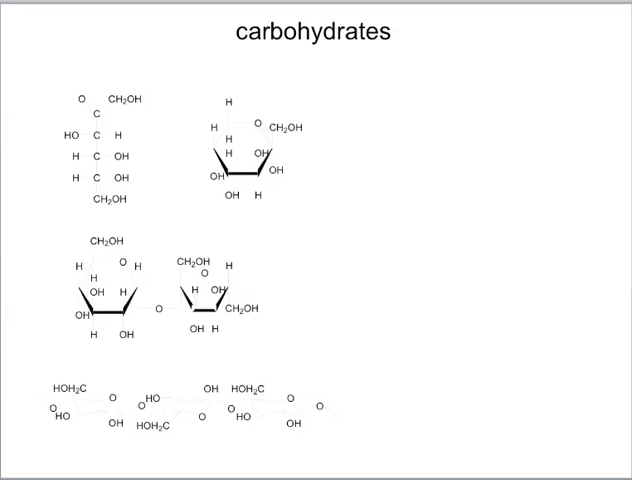 carbohydrates
O CH₂OH
C
HO C H
H C OH
H C OH
CH₂OH
H
H O CH₂OH
H
H OH
OH OH
OH H
CH₂OH
H O H
H
OH H
OH
H OH
O
CH₂OH H
O
H OH
CH₂OH
OH H
HOH₂C OH HOH₂C
O HO O
O O O O
HO O HO
OH HOH₂C OH